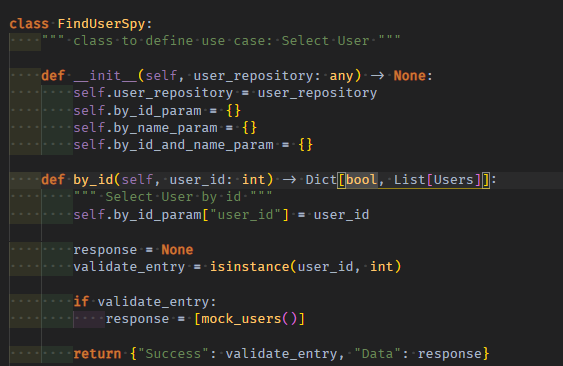 class FindUserSpy:
    """ class to define use case: Select User """

    def __init__(self, user_repository: any) -> None:
        self.user_repository = user_repository
        self.by_id_param = {}
        self.by_name_param = {}
        self.by_id_and_name_param = {}

    def by_id(self, user_id: int) -> Dict[bool, List[Users]]:
        """ Select User by id """
        self.by_id_param["user_id"] = user_id

        response = None
        validate_entry = isinstance(user_id, int)

        if validate_entry:
            response = [mock_users()]

        return {"Success": validate_entry, "Data": response}